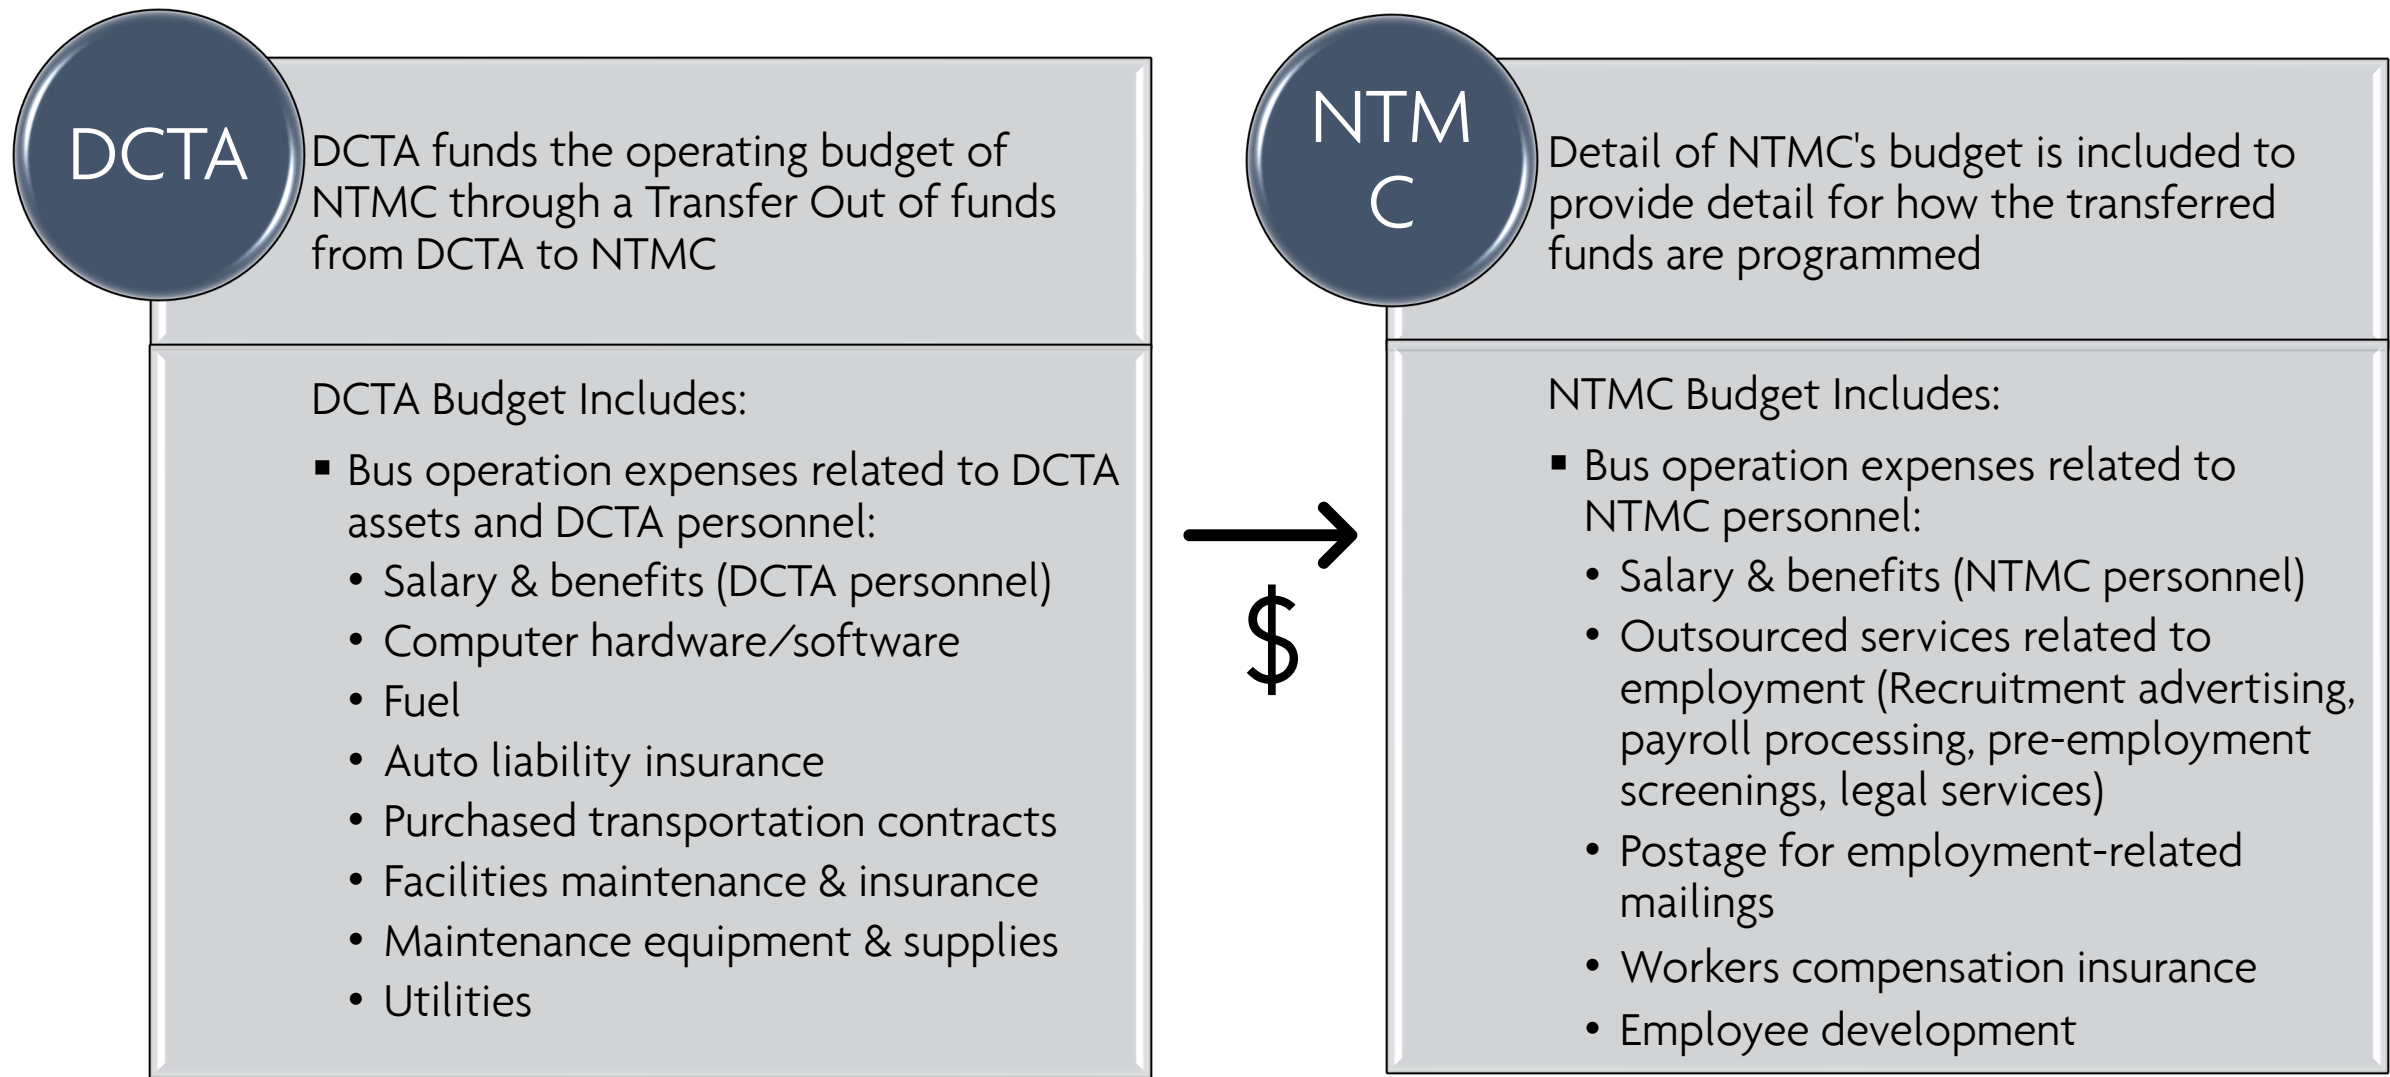 DCTA
DCTA funds the operating budget of
NTMC through a Transfer Out of funds
from DCTA to NTMC
DCTA Budget Includes:
▪ Bus operation expenses related to DCTA
assets and DCTA personnel:
• Salary & benefits (DCTA personnel)
• Computer hardware/software
• Fuel
• Auto liability insurance
• Purchased transportation contracts
• Facilities maintenance & insurance
• Maintenance equipment & supplies
• Utilities
$
NTM
C
Detail of NTMC's budget is included to
provide detail for how the transferred
funds are programmed
NTMC Budget Includes:
▪ Bus operation expenses related to
NTMC personnel:
• Salary & benefits (NTMC personnel)
• Outsourced services related to
employment (Recruitment advertising,
payroll processing, pre-employment
screenings, legal services)
• Postage for employment-related
mailings
• Workers compensation insurance
• Employee development